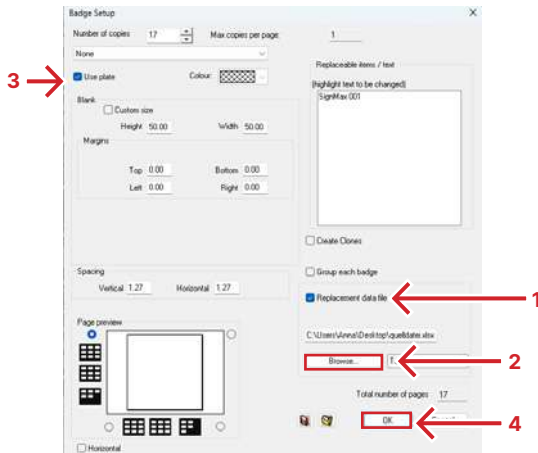 Badge Setup
Number of copies 17 Max copies per page: 1
None
3
Use plate Colour:
Replaceable items / text
(highlight text to be changed)
SignMax 001
Blank
Custom size
Height 50.00 Width 50.00
Margins
Top 0.00 Bottom 0.00
Left 0.00 Right 0.00
Create Clones
Group each badge
Spacing
Vertical 1.27 Horizontal 1.27
Replacement data file
1
Page preview
C:\Users\Anna\Desktop\quelldatei.xlsx
Browse...
2
Total number of pages 17
OK
4
Horizontal